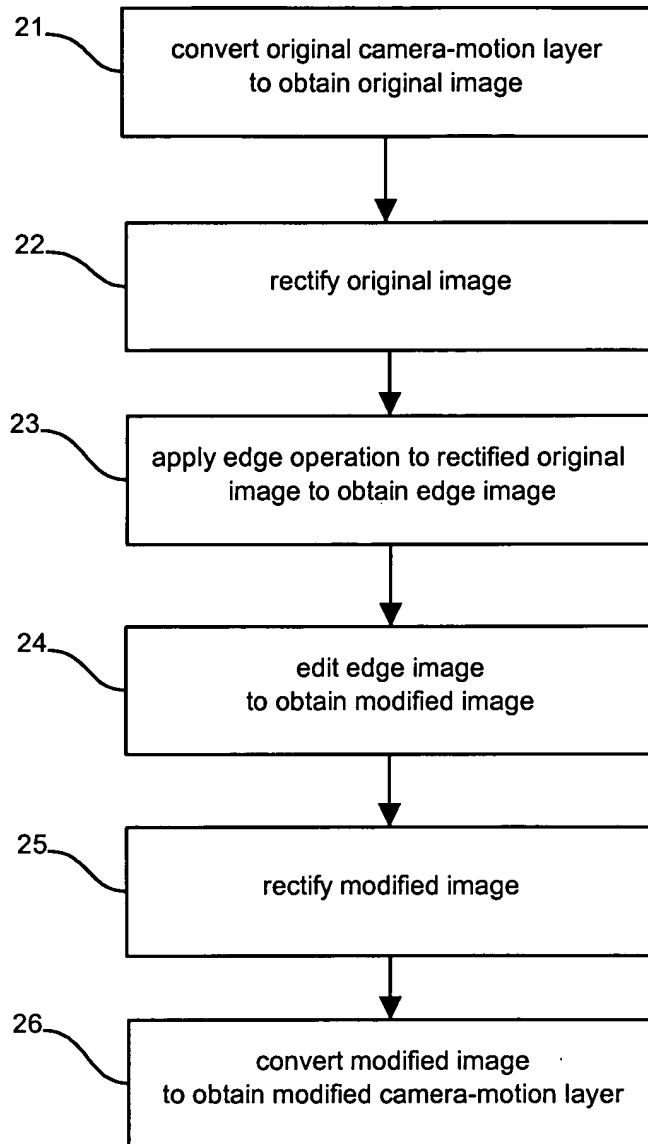 21
convert original camera-motion layer
to obtain original image
22
rectify original image
23
apply edge operation to rectified original
image to obtain edge image
24
edit edge image
to obtain modified image
25
rectify modified image
26
convert modified image
to obtain modified camera-motion layer